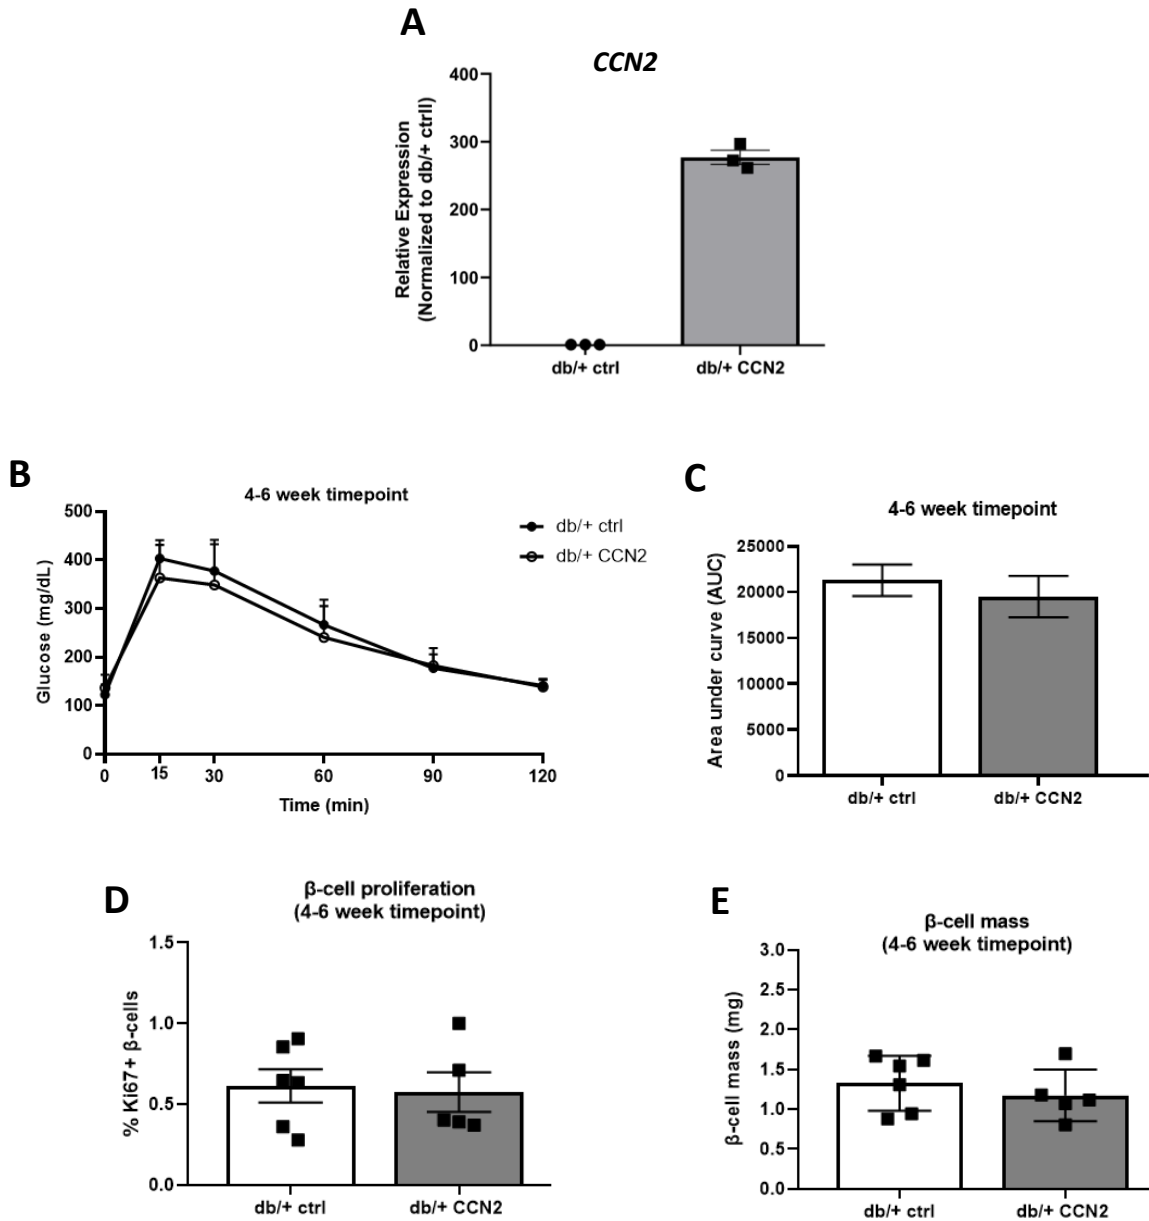 A
CCN2
Relative Expression
(Normalized to db/+ ctrll)
400
300
200
100
0
db/+ ctrl
db/+ CCN2
B
4-6 week timepoint
db/+ ctrl
db/+ CCN2
Glucose (mg/dL)
500
400
300
200
100
0
0
15
30
60
90
120
Time (min)
C
4-6 week timepoint
Area under curve (AUC)
25000
20000
15000
10000
5000
0
db/+ ctrl
db/+ CCN2
D
β-cell proliferation
(4-6 week timepoint)
% Ki67+ β-cells
1.5
1.0
0.5
0.0
db/+ ctrl
db/+ CCN2
E
β-cell mass
(4-6 week timepoint)
β-cell mass (mg)
3.0
2.5
2.0
1.5
1.0
0.5
0.0
db/+ ctrl
db/+ CCN2